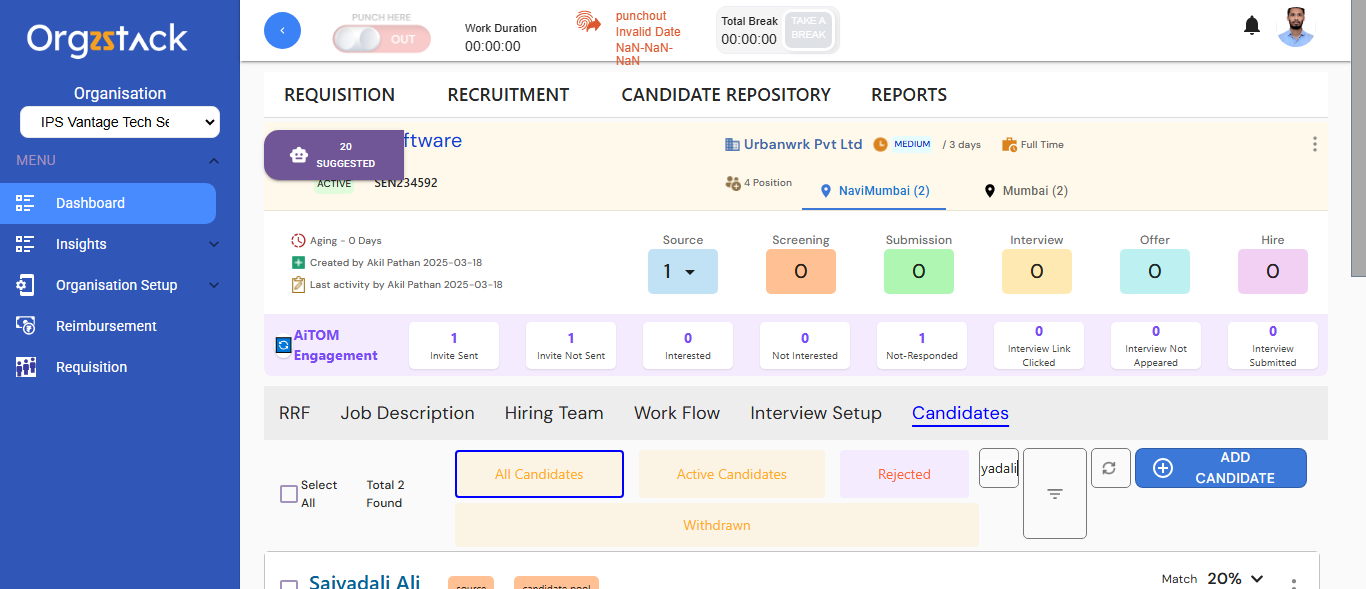 Orgzstack
Organisation
IPS Vantage Tech Se
MENU
Dashboard
Insights
Organisation Setup
Reimbursement
Requisition
PUNCH HERE
OUT
Work Duration
00:00:00
punchout
Invalid Date
NaN-NaN-
NaN
Total Break
00:00:00
TAKE A
BREAK
REQUISITION RECRUITMENT CANDIDATE REPOSITORY REPORTS
20
SUGGESTED
ftware
ACTIVE
SEN234592
Urbanwrk Pvt Ltd
MEDIUM
/ 3 days
Full Time
4 Position
NaviMumbai (2)
Mumbai (2)
Aging - 0 Days
Created by Akil Pathan 2025-03-18
Last activity by Akil Pathan 2025-03-18
Source Screening Submission Interview Offer Hire
1 0 0 0 0 0
AiTOM
Engagement
1
Invite Sent
1
Invite Not Sent
0
Interested
0
Not Interested
1
Not-Responded
0
Interview Link
Clicked
0
Interview Not
Appeared
0
Interview
Submitted
RRF Job Description Hiring Team Work Flow Interview Setup Candidates
Select
All
Total 2
Found
All Candidates
Active Candidates
Rejected
Withdrawn
yadali
ADD
CANDIDATE
Saiyadali Ali
source
candidate pool
Match 20%